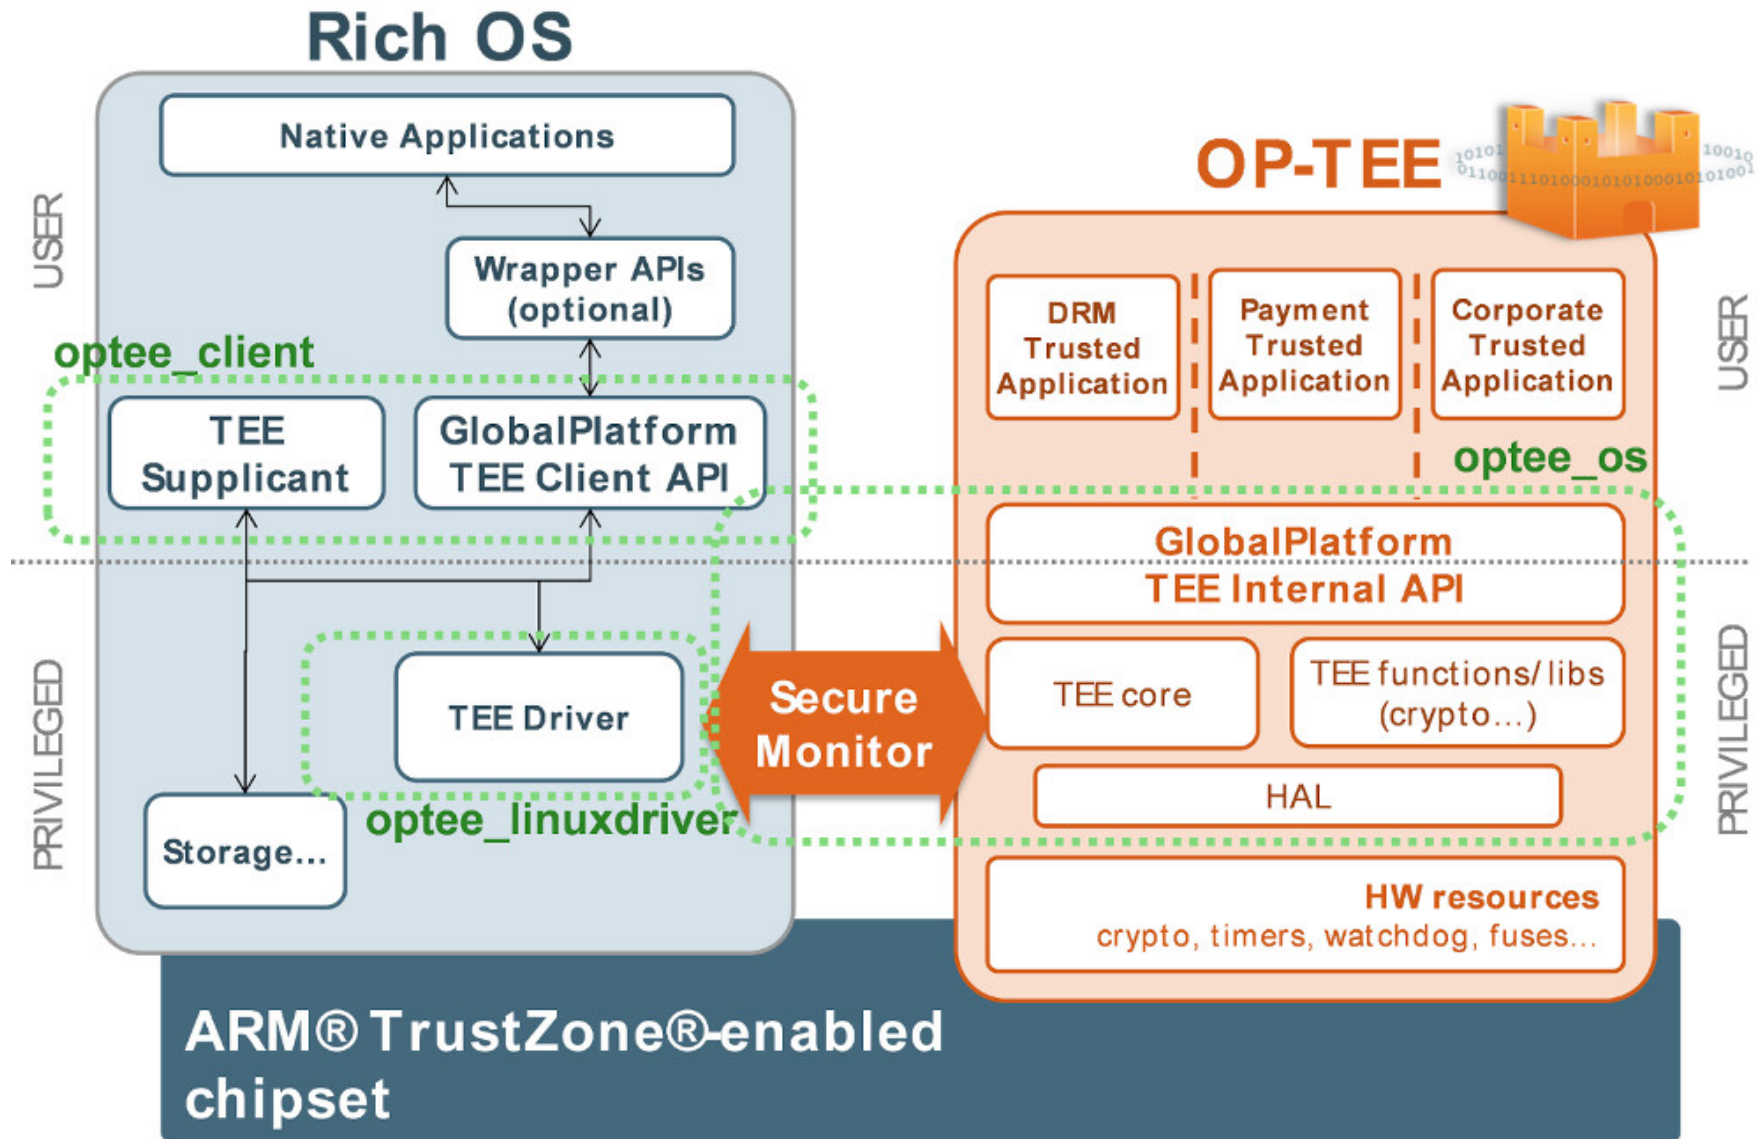 Rich OS
Native Applications
Wrapper APIs
(optional)
USER
optee_client
TEE
Supplicant
GlobalPlatform
TEE Client API
PRIVILEGED
TEE Driver
optee_linuxdriver
Storage...
Secure
Monitor
OP-TEE
10101
10010
011001110100010101000101010100
DRM
Trusted
Application
Payment
Trusted
Application
Corporate
Trusted
Application
USER
optee_os
GlobalPlatform
TEE Internal API
TEE core
TEE functions/libs
(crypto...)
HAL
PRIVILEGED
HW resources
crypto, timers, watchdog, fuses...
ARM® TrustZone®-enabled
chipset